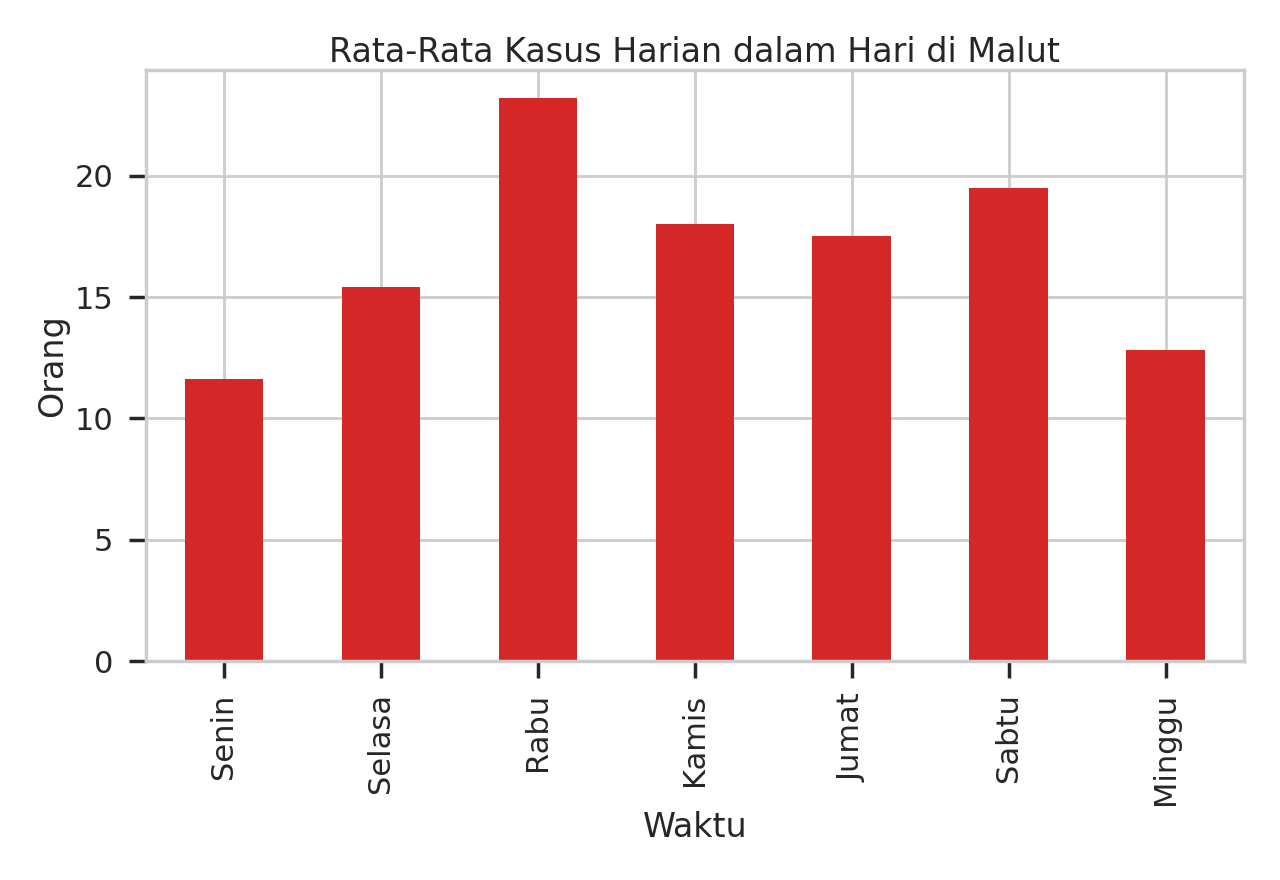 Rata-Rata Kasus Harian dalam Hari di Malut
Orang
20
15
10
5
0
Senin
Selasa
Rabu
Kamis
Jumat
Sabtu
Minggu
Waktu